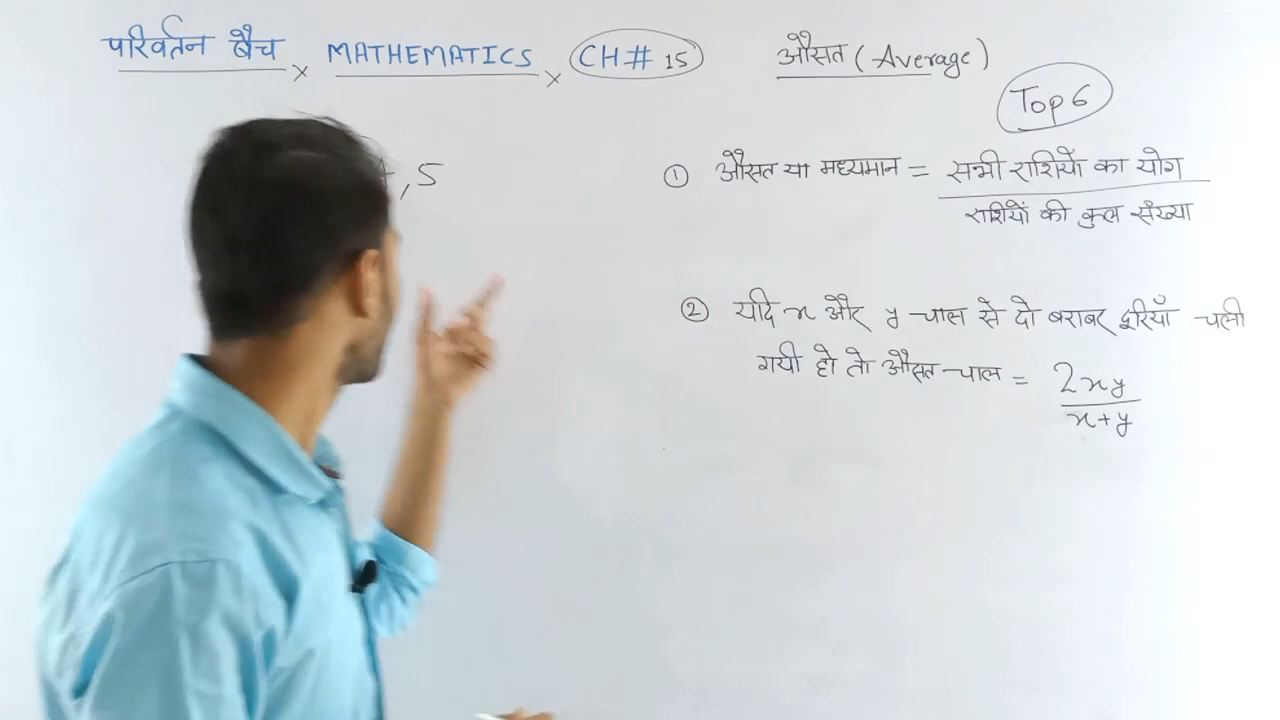 परिवर्तन बैच × MATHEMATICS × CH# 15 औसत (Average)
Top 6
4, 5
① औसत या मध्यमान = सभी राशियों का योग
राशियों की कुल संख्या
② यदि x और y चाल से दो बराबर दूरियाँ चली
गयी हो तो औसत चाल = 2xy
x+y